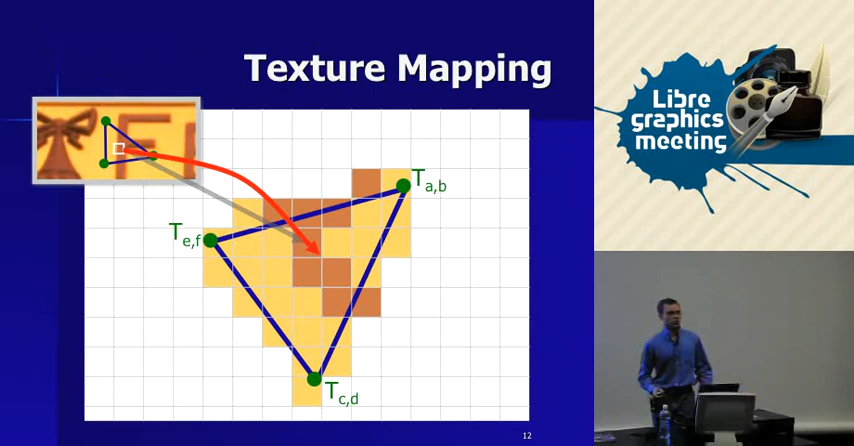 Texture Mapping
F
T a,b
T e,f
T c,d
12
Libre
graphics
meeting